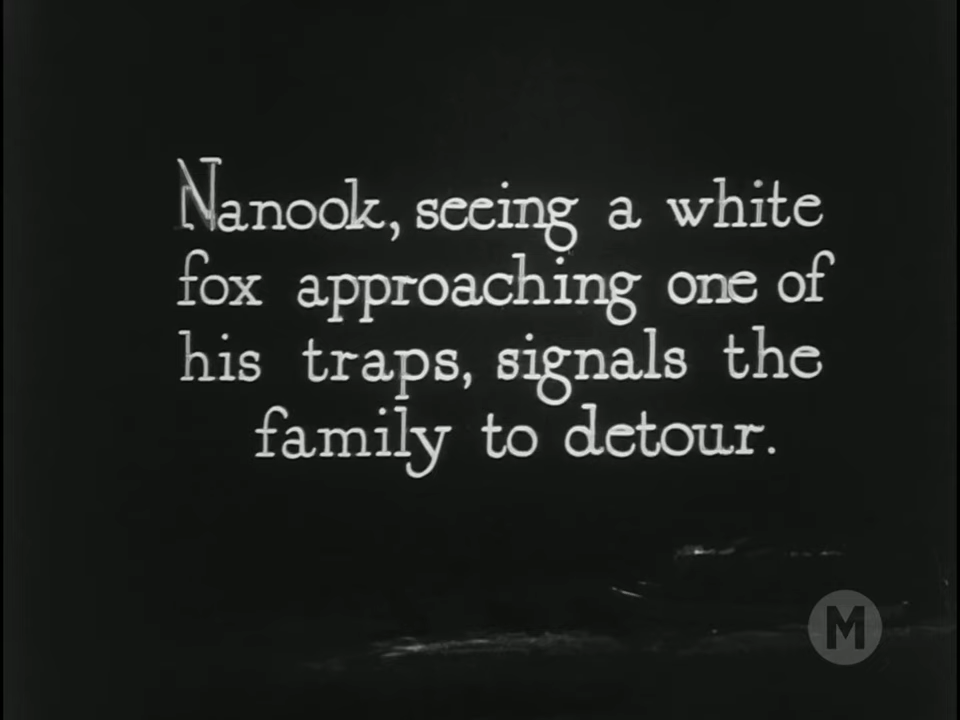 Nanook, seeing a white
fox approaching one of
his traps, signals the
family to detour.
M